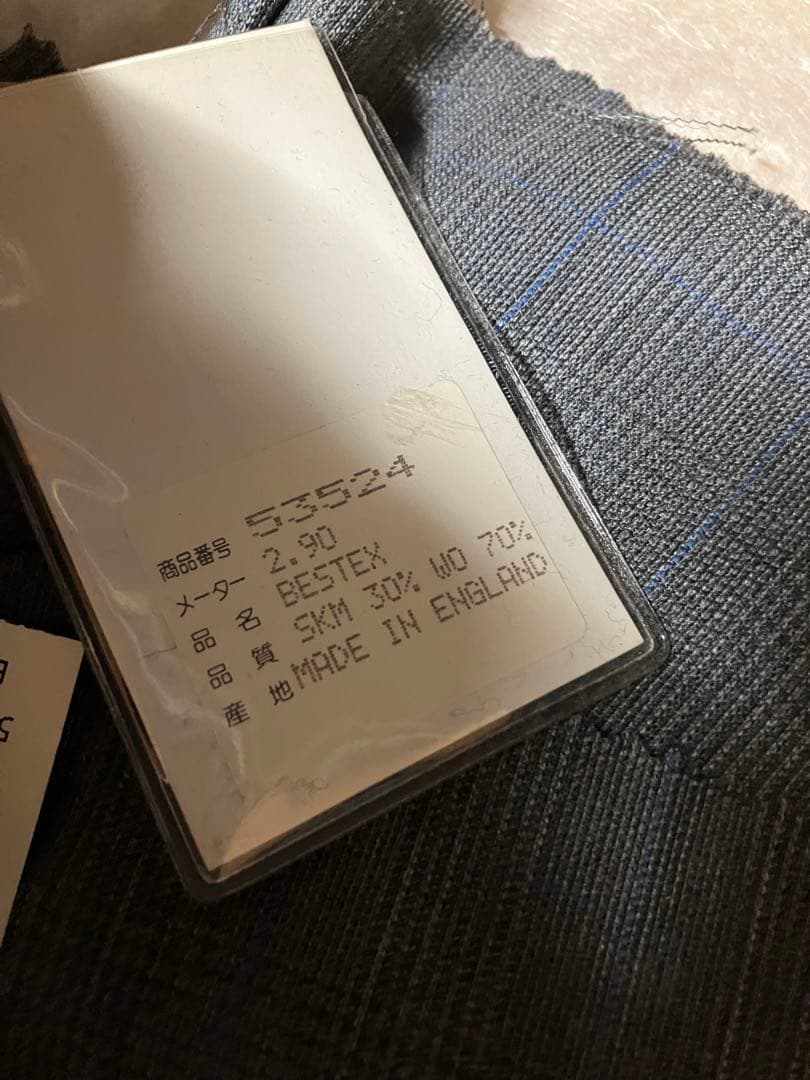 商品番号 53524
メーター 2.90
品名 BESTEX
品質 SKM 30% WO 70%
産地 MADE IN ENGLAND